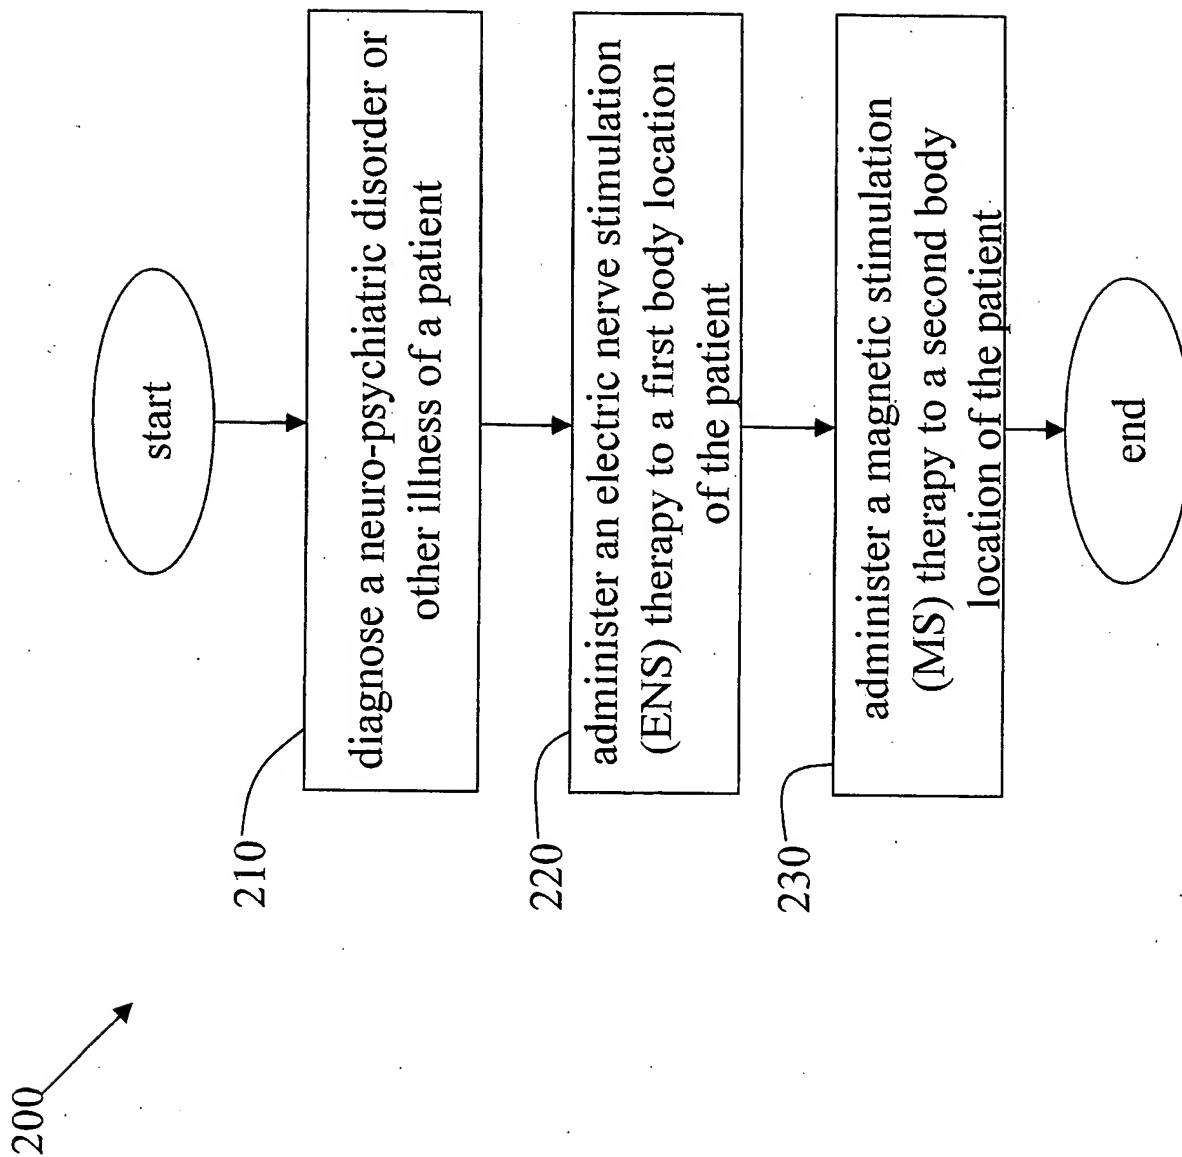 200
start
210
diagnose a neuro-psychiatric disorder or
other illness of a patient
220
administer an electric nerve stimulation
(ENS) therapy to a first body location
of the patient
230
administer a magnetic stimulation
(MS) therapy to a second body
location of the patient
end